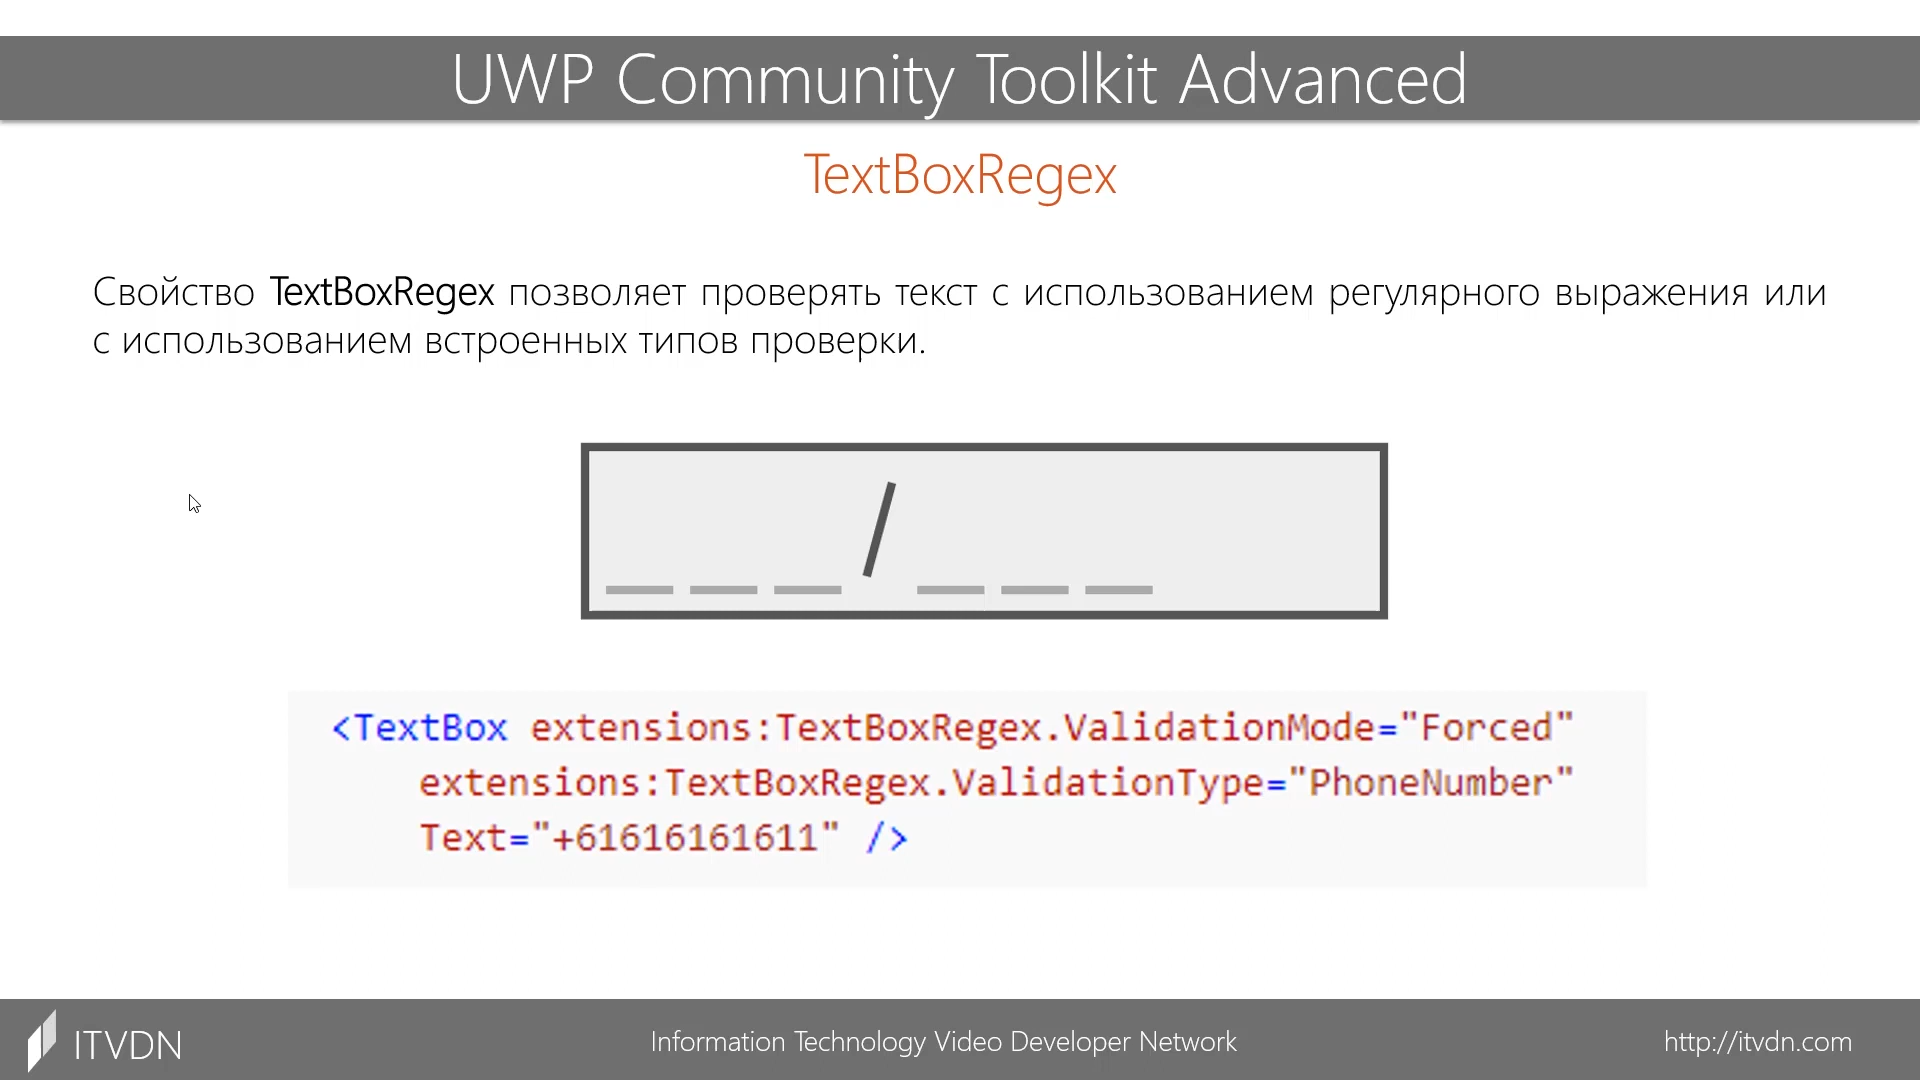 UWP Community Toolkit Advanced
TextBoxRegex
Свойство TextBoxRegex позволяет проверять текст с использованием регулярного выражения или
с использованием встроенных типов проверки.
/
<TextBox extensions:TextBoxRegex.ValidationMode="Forced"
extensions:TextBoxRegex.ValidationType="PhoneNumber"
Text="+61616161611" />
ITVDN
Information Technology Video Developer Network
http://itvdn.com